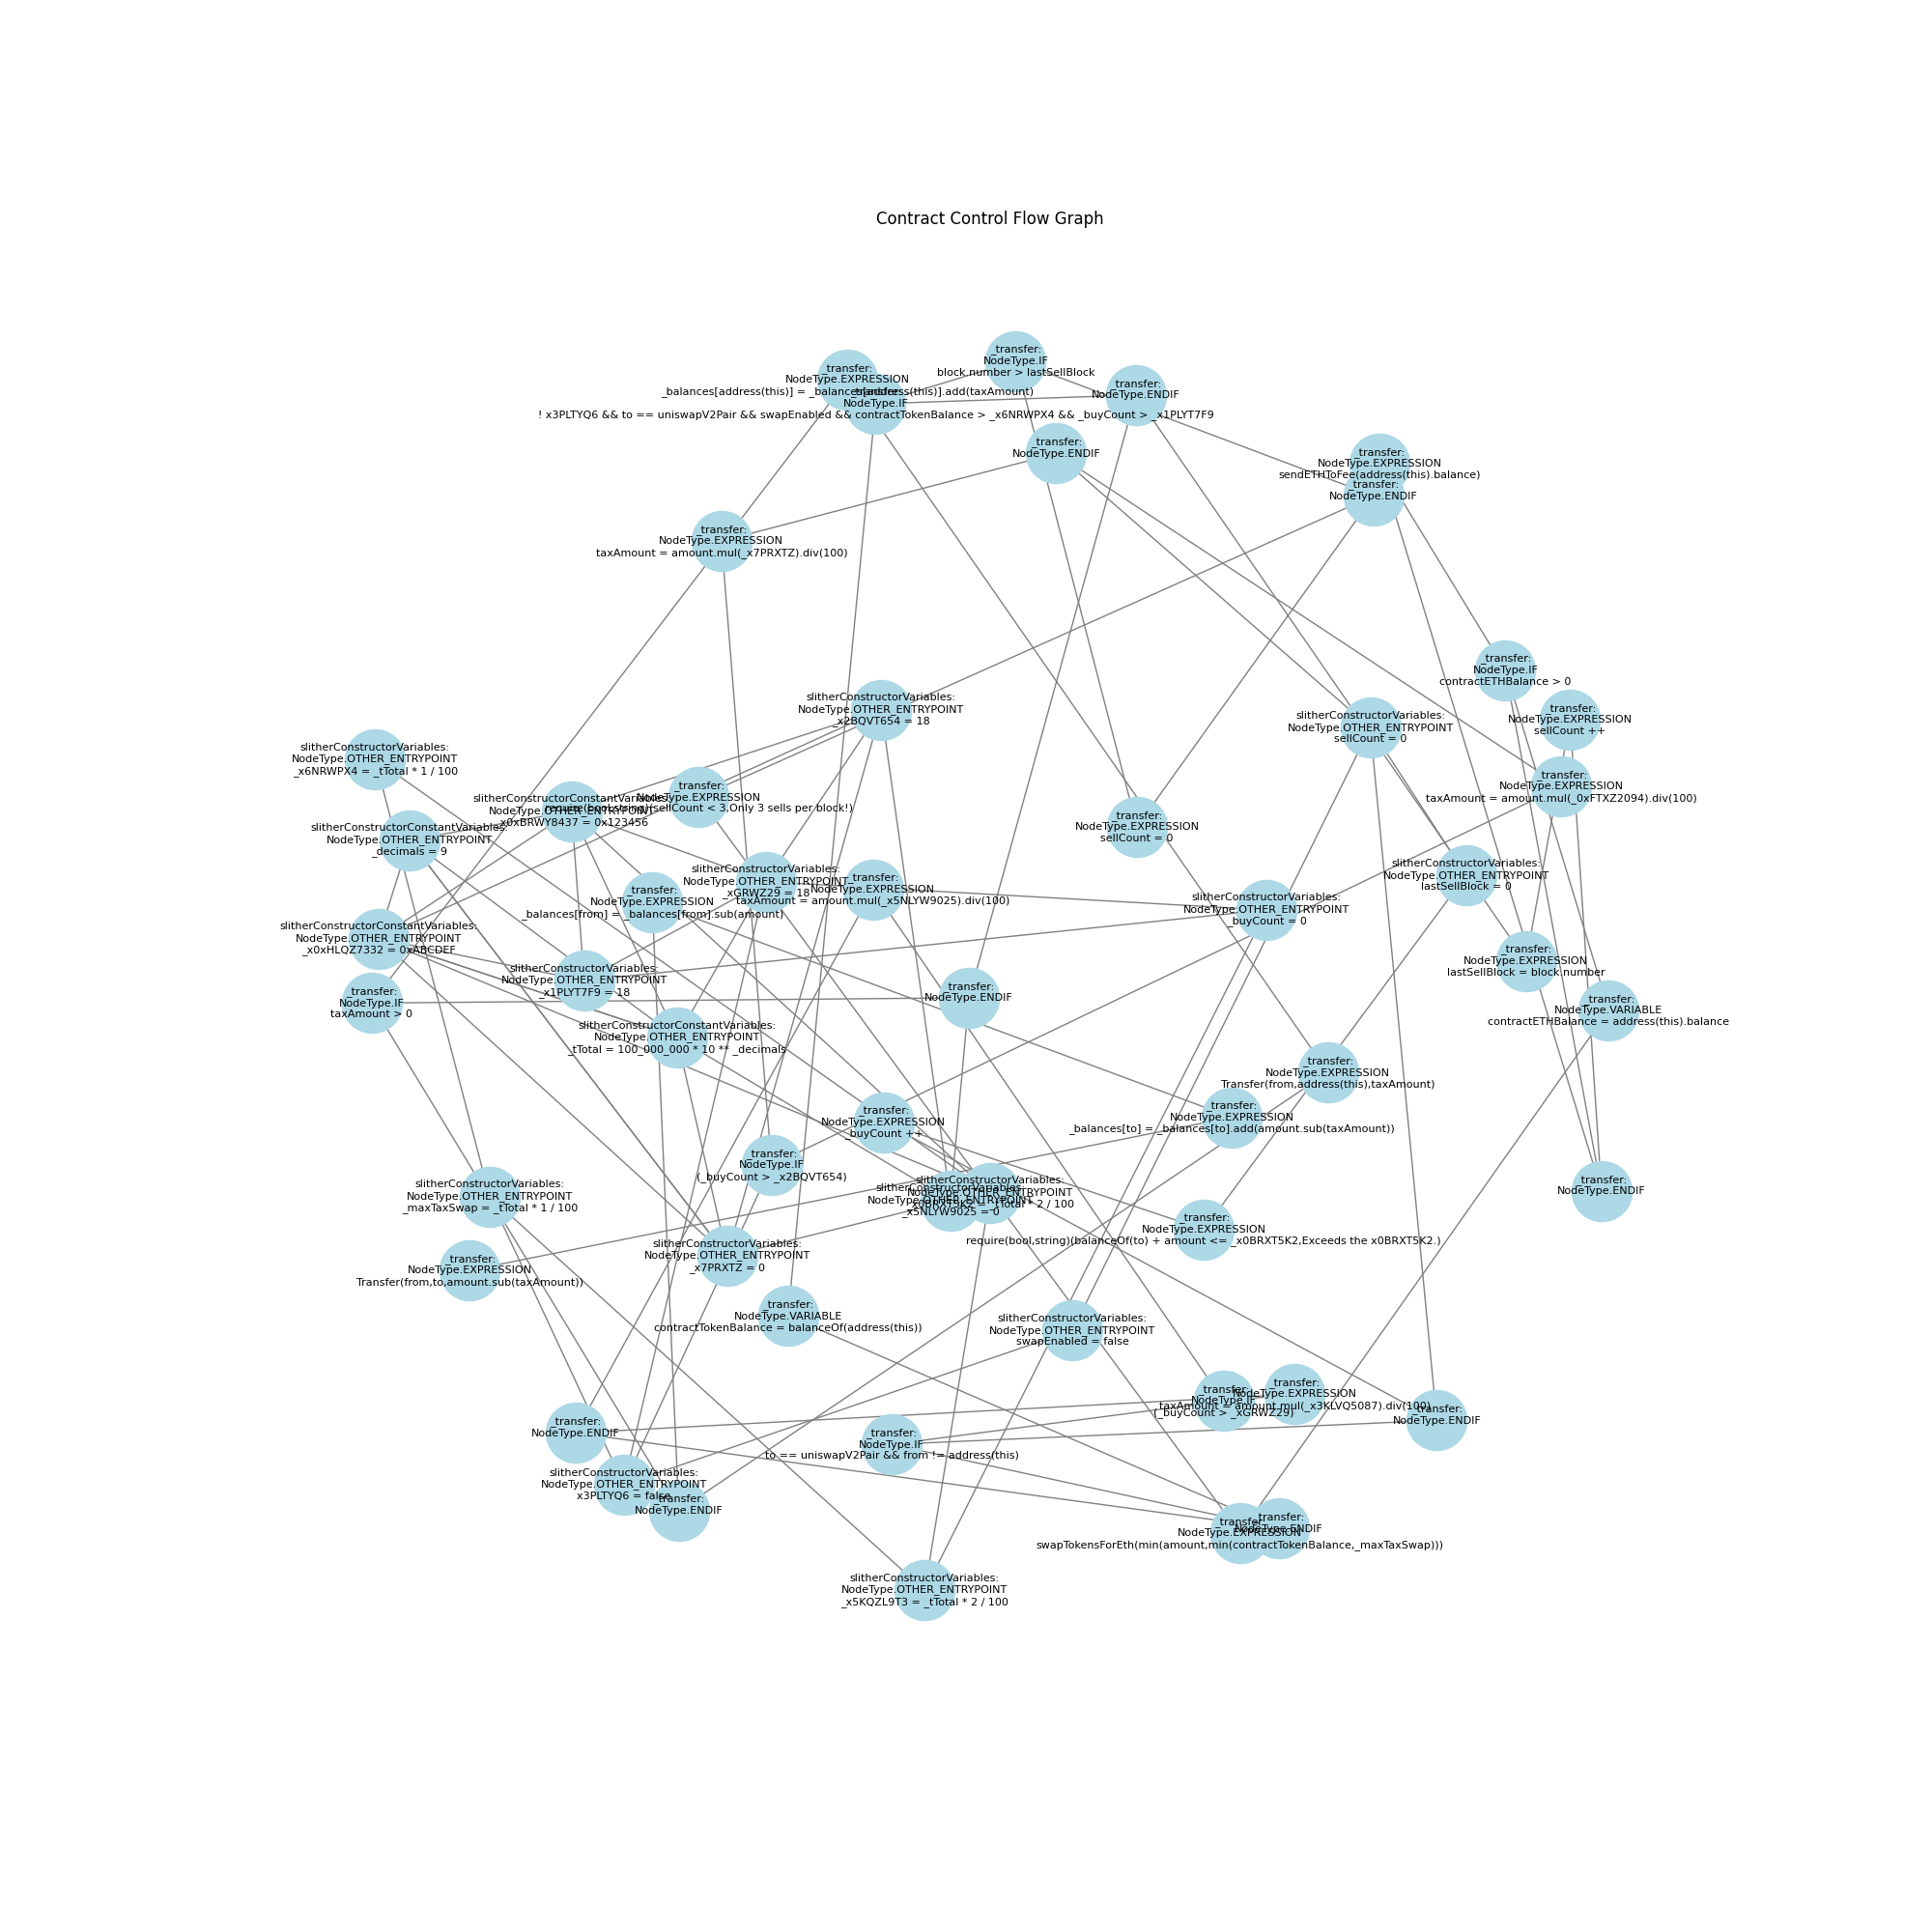 Contract Control Flow Graph
_transfer:
NodeType.IF
block.number > lastSellBlock
_transfer:
NodeType.EXPRESSION
_balances[address(this)] = _balances[address(this)].add(taxAmount)
_transfer:
NodeType.IF
! x3PLTYQ6 && to == uniswapV2Pair && swapEnabled && contractTokenBalance > _x6NRWPX4 && _buyCount > _x1PLYT7F9
_transfer:
NodeType.ENDIF
_transfer:
NodeType.ENDIF
_transfer:
NodeType.EXPRESSION
sendETHToFee(address(this).balance)
_transfer:
NodeType.ENDIF
_transfer:
NodeType.EXPRESSION
taxAmount = amount.mul(_x7PRXTZ).div(100)
_transfer:
NodeType.IF
contractETHBalance > 0
slitherConstructorVariables:
NodeType.OTHER_ENTRYPOINT
_x2BQVT654 = 18
_transfer:
NodeType.EXPRESSION
sellCount ++
slitherConstructorVariables:
NodeType.OTHER_ENTRYPOINT
sellCount = 0
slitherConstructorVariables:
NodeType.OTHER_ENTRYPOINT
_x6NRWPX4 = _tTotal * 1 / 100
_transfer:
NodeType.EXPRESSION
taxAmount = amount.mul(_0xFTXZ2094).div(100)
_transfer:
NodeType.EXPRESSION
require(bool,string)(sellCount < 3,Only 3 sells per block!)
slitherConstructorConstantVariables:
NodeType.OTHER_ENTRYPOINT
_x0xBRWY8437 = 0x123456
_transfer:
NodeType.EXPRESSION
sellCount = 0
slitherConstructorConstantVariables:
NodeType.OTHER_ENTRYPOINT
_decimals = 9
slitherConstructorVariables:
NodeType.OTHER_ENTRYPOINT
lastSellBlock = 0
slitherConstructorVariables:
NodeType.OTHER_ENTRYPOINT
_xGRWZ29 = 18
_transfer:
NodeType.EXPRESSION
taxAmount = amount.mul(_x5NLYW9025).div(100)
_transfer:
NodeType.EXPRESSION
_balances[from] = _balances[from].sub(amount)
slitherConstructorVariables:
NodeType.OTHER_ENTRYPOINT
_buyCount = 0
slitherConstructorConstantVariables:
NodeType.OTHER_ENTRYPOINT
_x0xHLQZ7332 = 0xABCDEF
_transfer:
NodeType.EXPRESSION
lastSellBlock = block.number
slitherConstructorVariables:
NodeType.OTHER_ENTRYPOINT
_x1PLYT7F9 = 18
_transfer:
NodeType.ENDIF
_transfer:
NodeType.IF
taxAmount > 0
_transfer:
NodeType.VARIABLE
contractETHBalance = address(this).balance
slitherConstructorConstantVariables:
NodeType.OTHER_ENTRYPOINT
_tTotal = 100_000_000 * 10 ** _decimals
_transfer:
NodeType.EXPRESSION
Transfer(from,address(this),taxAmount)
_transfer:
NodeType.EXPRESSION
_balances[to] = _balances[to].add(amount.sub(taxAmount))
_transfer:
NodeType.EXPRESSION
_buyCount ++
_transfer:
NodeType.IF
(_buyCount > _x2BQVT654)
slitherConstructorVariables:
NodeType.OTHER_ENTRYPOINT
_x0BRXT5K2 = _tTotal * 2 / 100
slitherConstructorVariables:
NodeType.OTHER_ENTRYPOINT
_x5NLYW9025 = 0
_transfer:
NodeType.ENDIF
slitherConstructorVariables:
NodeType.OTHER_ENTRYPOINT
_maxTaxSwap = _tTotal * 1 / 100
_transfer:
NodeType.EXPRESSION
require(bool,string)(balanceOf(to) + amount <= _x0BRXT5K2,Exceeds the x0BRXT5K2.)
slitherConstructorVariables:
NodeType.OTHER_ENTRYPOINT
_x7PRXTZ = 0
_transfer:
NodeType.EXPRESSION
Transfer(from,to,amount.sub(taxAmount))
_transfer:
NodeType.VARIABLE
contractTokenBalance = balanceOf(address(this))
slitherConstructorVariables:
NodeType.OTHER_ENTRYPOINT
swapEnabled = false
_transfer:
NodeType.EXPRESSION
taxAmount = amount.mul(_x3KLVQ5087).div(100)
_transfer:
NodeType.IF
(_buyCount > _xGRWZ29)
_transfer:
NodeType.ENDIF
_transfer:
NodeType.ENDIF
_transfer:
NodeType.IF
to == uniswapV2Pair && from != address(this)
slitherConstructorVariables:
NodeType.OTHER_ENTRYPOINT
x3PLTYQ6 = false
_transfer:
NodeType.ENDIF
_transfer:
NodeType.ENDIF
_transfer:
NodeType.EXPRESSION
swapTokensForEth(min(amount,min(contractTokenBalance,_maxTaxSwap)))
slitherConstructorVariables:
NodeType.OTHER_ENTRYPOINT
_x5KQZL9T3 = _tTotal * 2 / 100